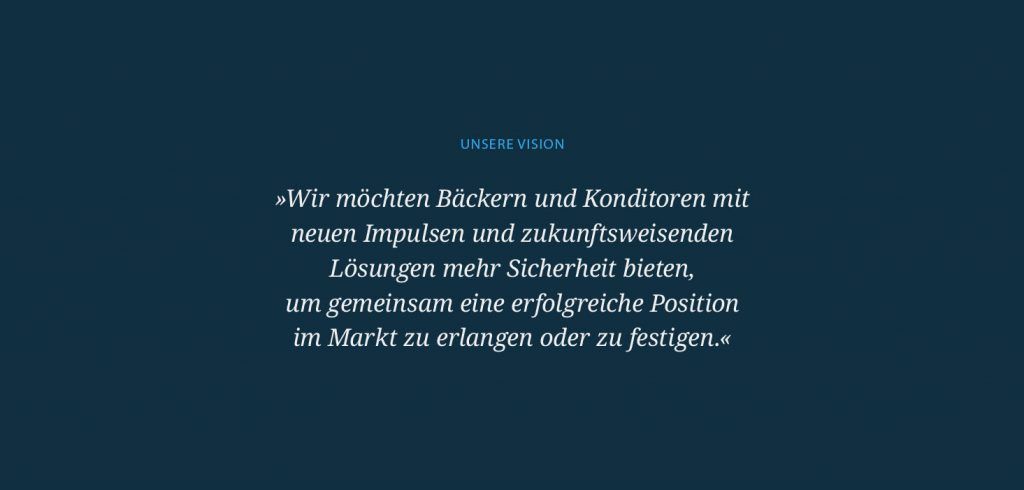 UNSERE VISION
»Wir möchten Bäckern und Konditoren mit
neuen Impulsen und zukunftsweisenden
Lösungen mehr Sicherheit bieten,
um gemeinsam eine erfolgreiche Position
im Markt zu erlangen oder zu festigen.«